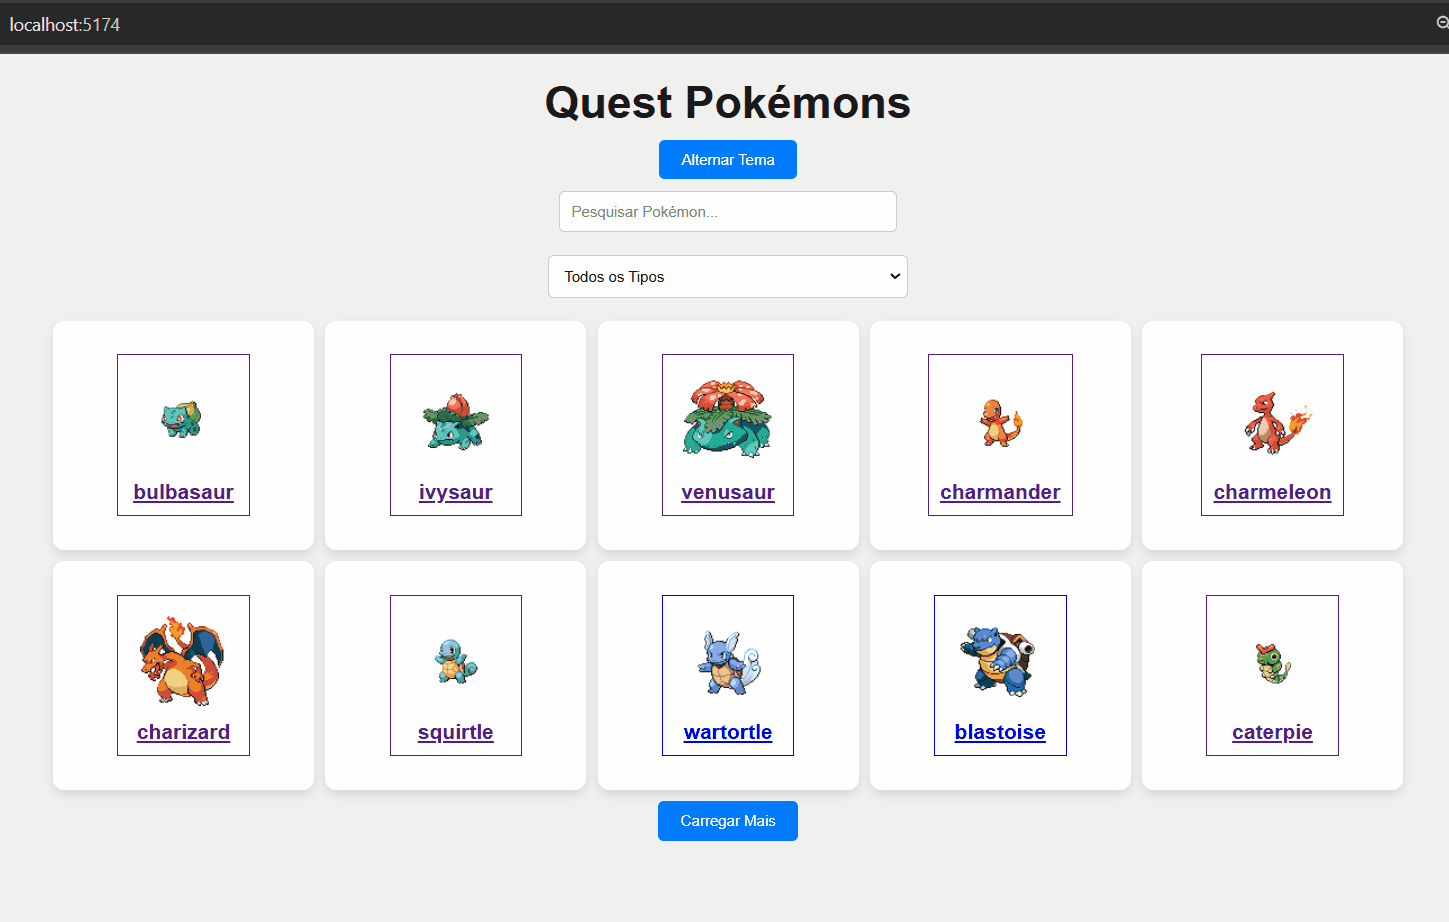 localhost:5174
Quest Pokémons
Alternar Tema
Pesquisar Pokémon...
Todos os Tipos
bulbasaur
ivysaur
venusaur
charmander
charmeleon
charizard
squirtle
wartortle
blastoise
caterpie
Carregar Mais